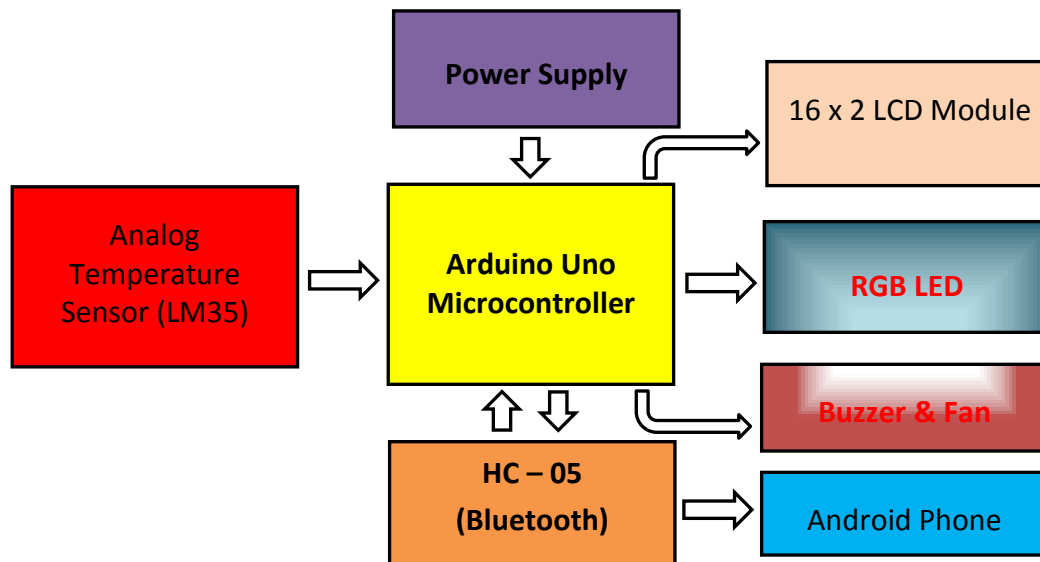 Power Supply
16 x 2 LCD Module
Analog
Temperature
Sensor (LM35)
Arduino Uno
Microcontroller
RGB LED
Buzzer & Fan
HC – 05
(Bluetooth)
Android Phone